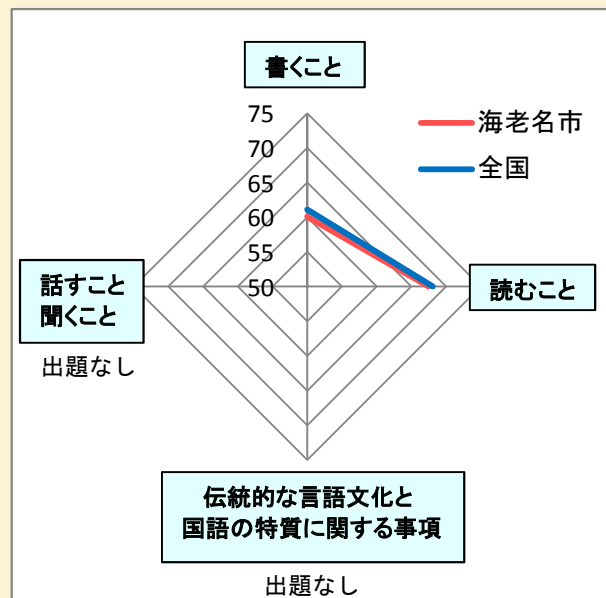 書くこと
75
70
65
60
55
50
海老名市
全国
話すこと
聞くこと
出題なし
読むこと
伝統的な言語文化と
国語の特質に関する事項
出題なし